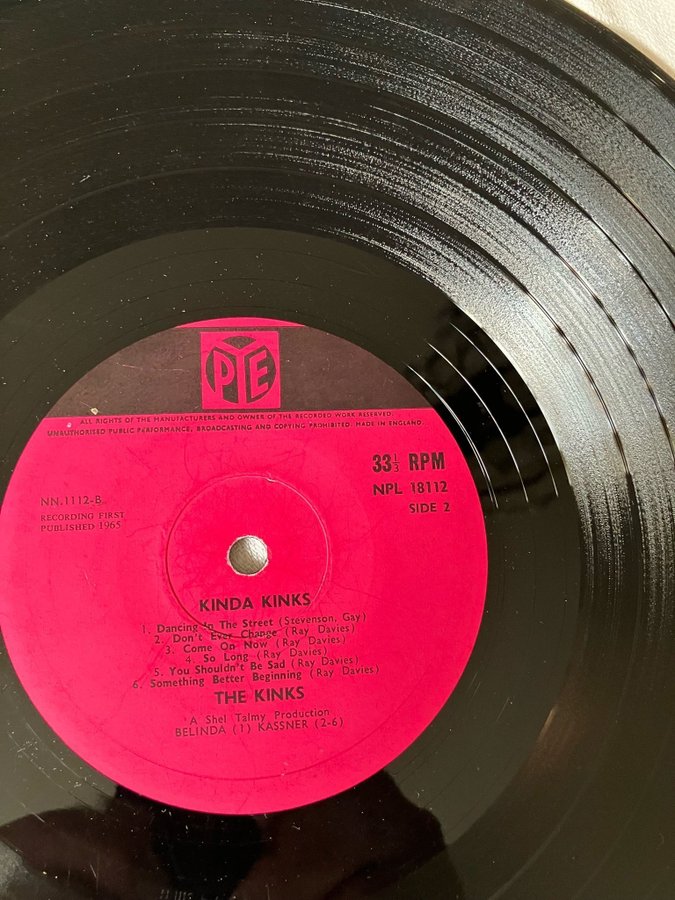 PYE
ALL RIGHTS OF THE MANUFACTURERS AND OWNER OF THE RECORDED WORK RESERVED.
UNAUTHORISED PUBLIC PERFORMANCE, BROADCASTING AND COPYING PROHIBITED. MADE IN ENGLAND.
33⅓ RPM
NPL 18112
SIDE 2
NN.1112-B
RECORDING FIRST
PUBLISHED 1965
KINDA KINKS
1. Dancing 'n The Street (Stevenson, Gay)
2. Don't Ever Change (Ray Davies)
3. Come On Now (Ray Davies)
4. So Long (Ray Davies)
5. You Shouldn't Be Sad (Ray Davies)
6. Something Better Beginning (Ray Davies)
THE KINKS
A Shel Talmy Production
BELINDA (1) KASSNER (2-6)